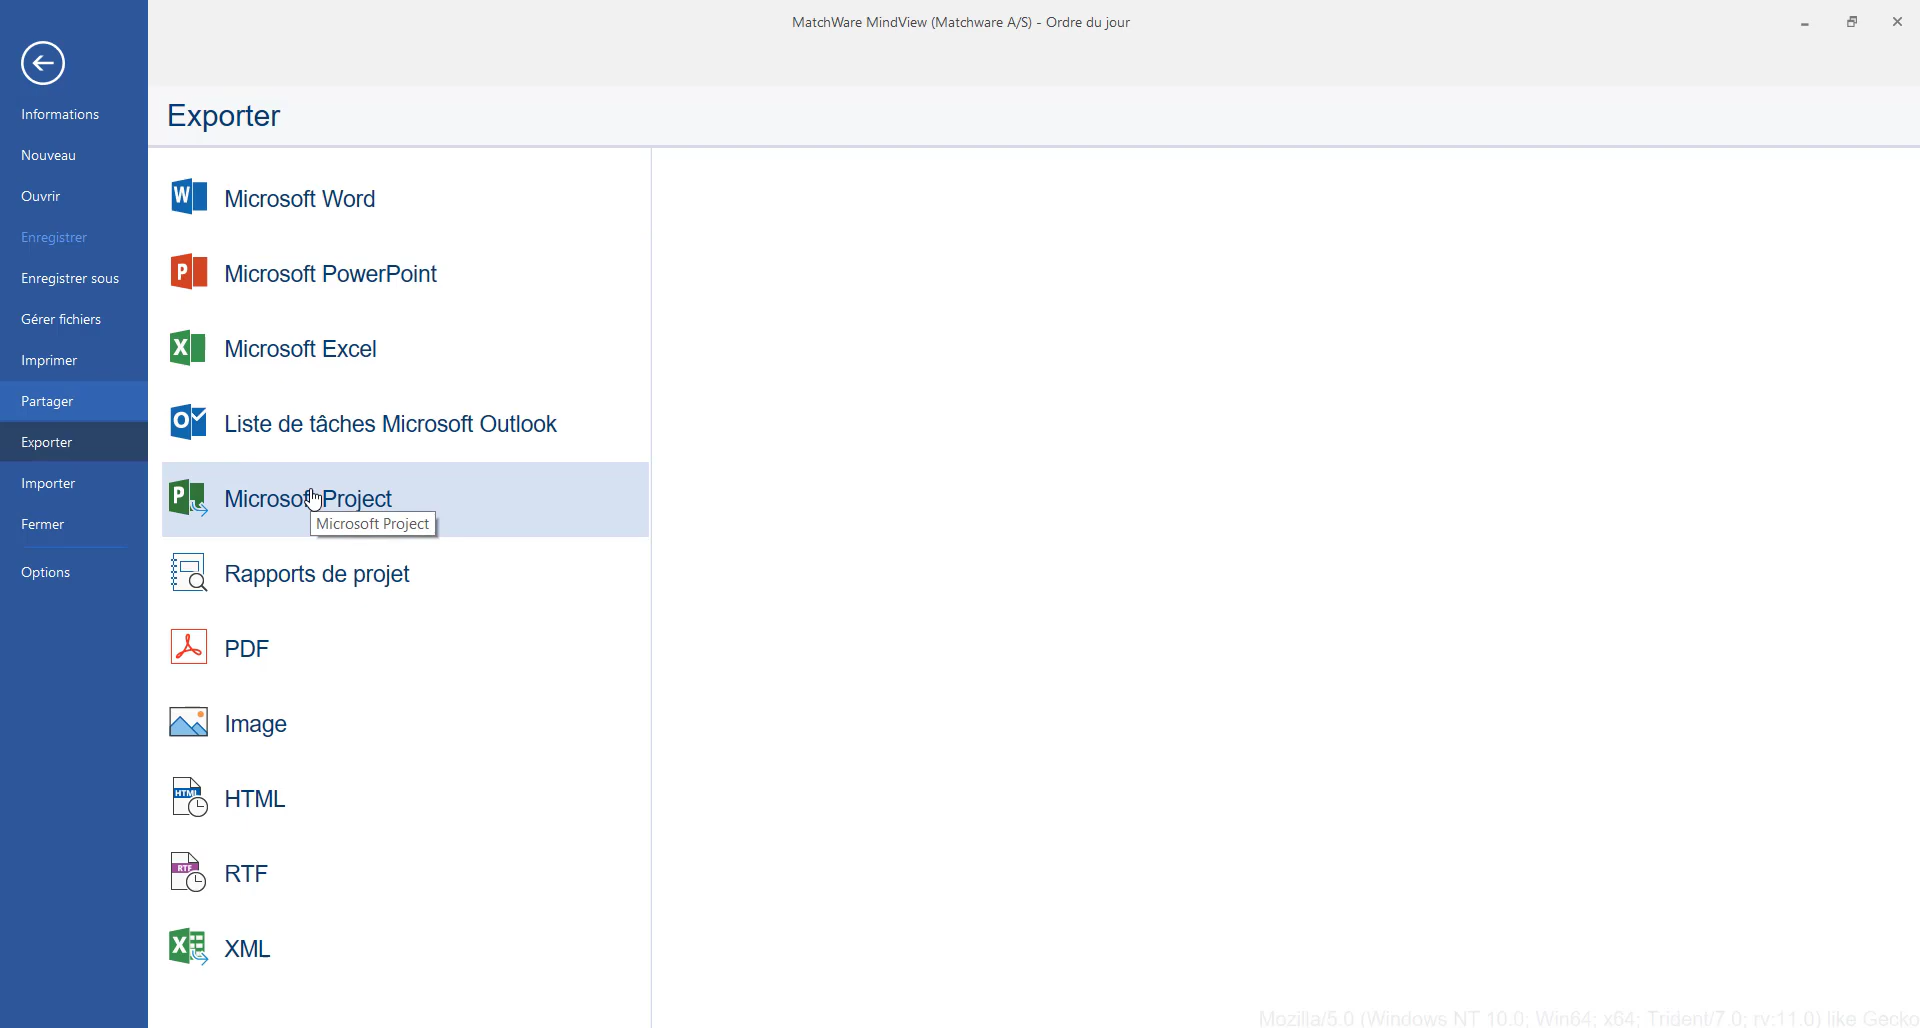 MatchWare MindView (Matchware A/S) - Ordre du jour
Informations
Nouveau
Ouvrir
Enregistrer
Enregistrer sous
Gérer fichiers
Imprimer
Partager
Exporter
Importer
Fermer
Options
Exporter
W Microsoft Word
P Microsoft PowerPoint
X Microsoft Excel
O Liste de tâches Microsoft Outlook
P Microsoft Project
Microsoft Project
Rapports de projet
PDF
Image
HTML HTML
RTF RTF
X XML
Mozilla/5.0 (Windows NT 10.0; Win64; x64; Trident/7.0; rv:11.0) like Gecko